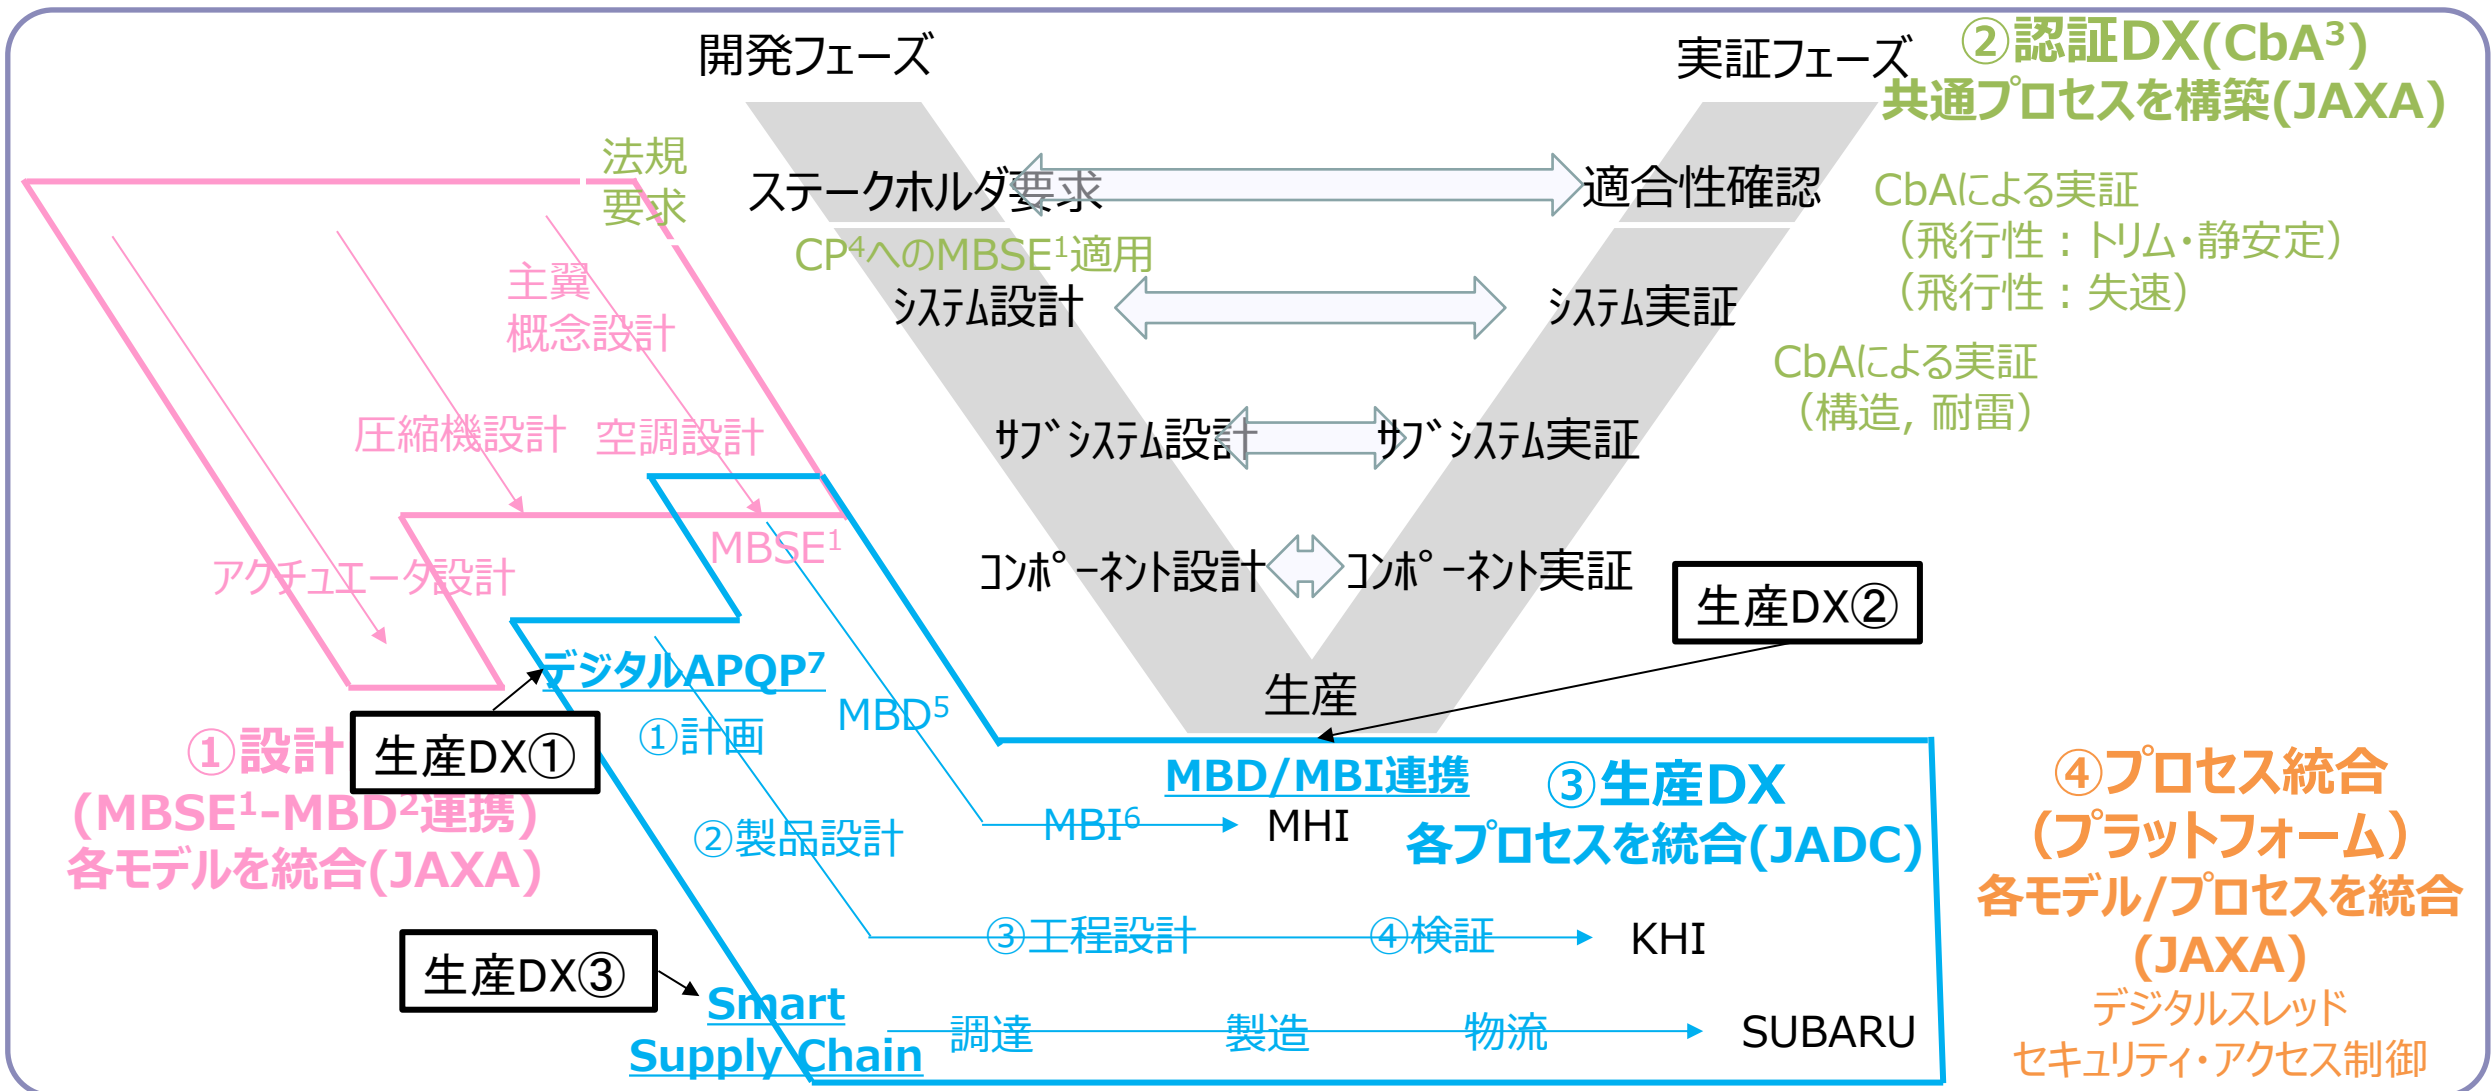 開発フェーズ
実証フェーズ
②認証DX(CbA³)
共通プロセスを構築(JAXA)
法規
要求
ステークホルダ要求
適合性確認
CbAによる実証
（飛行性：トリム・静安定）
（飛行性：失速）
CP⁴へのMBSE¹適用
主翼
概念設計
ｼｽﾃﾑ設計
ｼｽﾃﾑ実証
CbAによる実証
（構造, 耐雷）
圧縮機設計
空調設計
ｻﾌﾞｼｽﾃﾑ設計
ｻﾌﾞｼｽﾃﾑ実証
MBSE¹
アクチュエータ設計
ｺﾝﾎﾟｰﾈﾝﾄ設計
ｺﾝﾎﾟｰﾈﾝﾄ実証
生産DX②
デジタルAPQP⁷
生産
MBD⁵
①計画
①設計
生産DX①
(MBSE¹-MBD²連携)
各モデルを統合(JAXA)
MBD/MBI連携
③生産DX
各プロセスを統合(JADC)
④プロセス統合
（プラットフォーム）
各モデル/プロセスを統合
(JAXA)
デジタルスレッド
セキュリティ・アクセス制御
②製品設計
MBI⁶
MHI
③工程設計
④検証
KHI
生産DX③
Smart
Supply Chain
調達
製造
物流
SUBARU